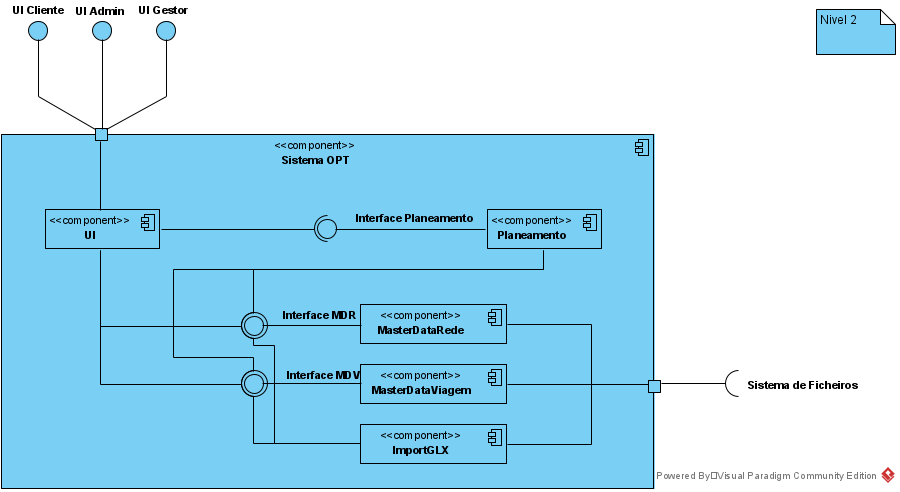 UI Cliente
UI Admin
UI Gestor
Nivel 2
<<component>>
Sistema OPT
<<component>>
UI
Interface Planeamento
<<component>>
Planeamento
Interface MDR
<<component>>
MasterDataRede
Interface MDV
<<component>>
MasterDataViagem
Sistema de Ficheiros
<<component>>
ImportGLX
Powered By Visual Paradigm Community Edition